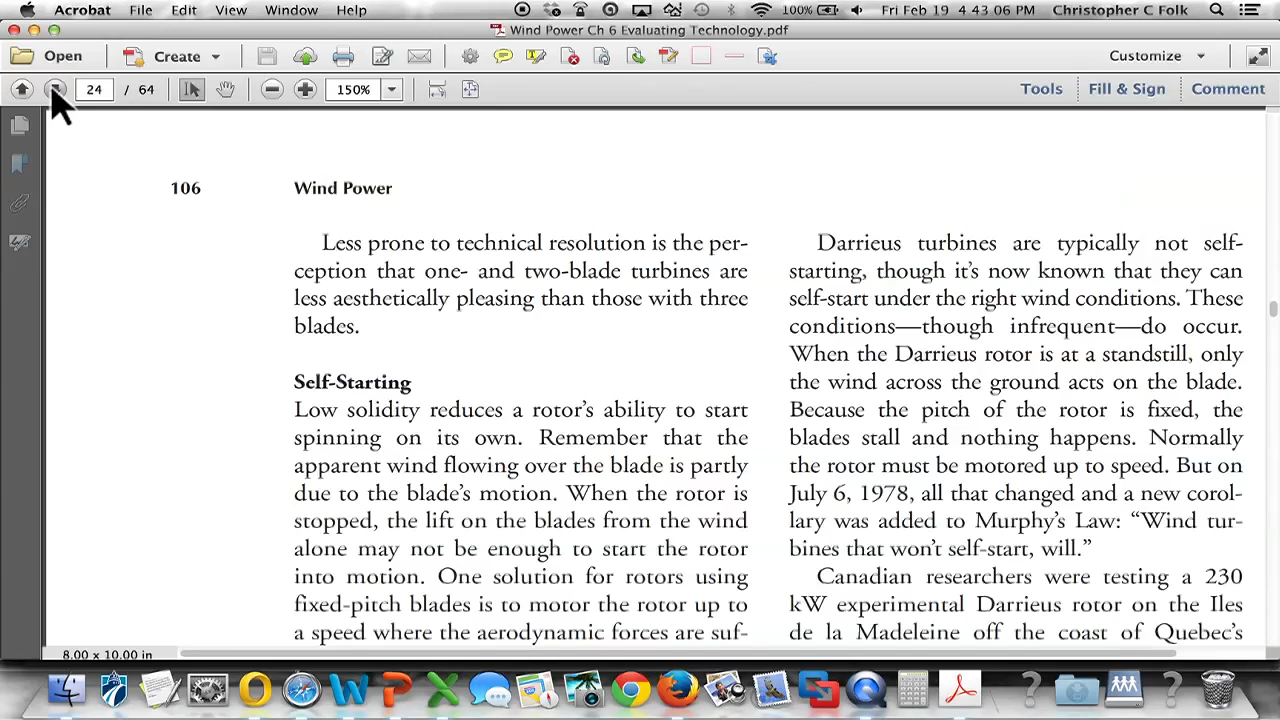 Acrobat File Edit View Window Help 100% Fri Feb 19 4:43:06 PM Christopher C Folk
Wind Power Ch 6 Evaluating Technology.pdf
Open Create Customize
24 / 64 150% Tools Fill & Sign Comment
106 Wind Power
Less prone to technical resolution is the per-
ception that one- and two-blade turbines are
less aesthetically pleasing than those with three
blades.
Self-Starting
Low solidity reduces a rotor's ability to start
spinning on its own. Remember that the
apparent wind flowing over the blade is partly
due to the blade's motion. When the rotor is
stopped, the lift on the blades from the wind
alone may not be enough to start the rotor
into motion. One solution for rotors using
fixed-pitch blades is to motor the rotor up to
a speed where the aerodynamic forces are suf-
Darrieus turbines are typically not self-
starting, though it's now known that they can
self-start under the right wind conditions. These
conditions—though infrequent—do occur.
When the Darrieus rotor is at a standstill, only
the wind across the ground acts on the blade.
Because the pitch of the rotor is fixed, the
blades stall and nothing happens. Normally
the rotor must be motored up to speed. But on
July 6, 1978, all that changed and a new corol-
lary was added to Murphy's Law: “Wind tur-
bines that won't self-start, will.”
Canadian researchers were testing a 230
kW experimental Darrieus rotor on the Iles
de la Madeleine off the coast of Quebec's
8.00 x 10.00 in